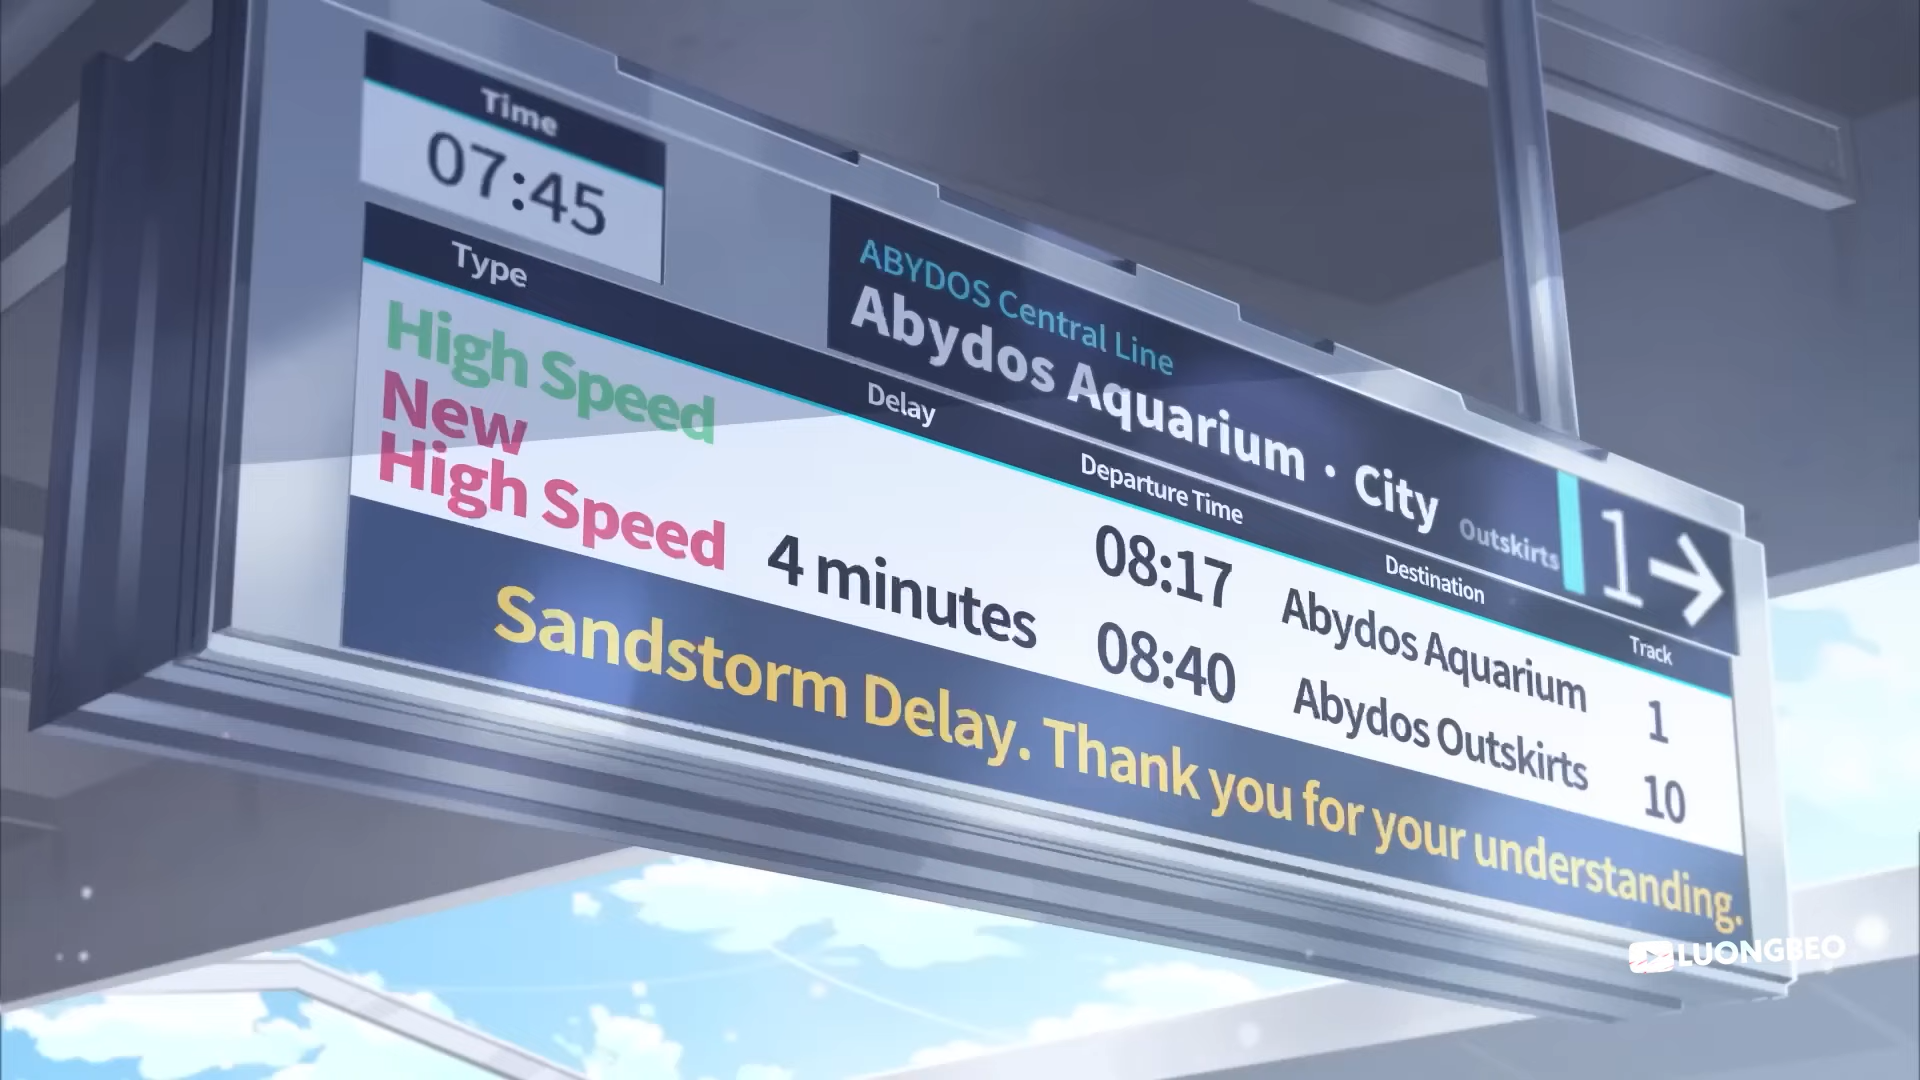 Time
07:45
ABYDOS Central Line
Abydos Aquarium · City Outskirts
1
Type Delay Departure Time Destination Track
High Speed 08:17 Abydos Aquarium 1
New
High Speed 4 minutes 08:40 Abydos Outskirts 10
Sandstorm Delay. Thank you for your understanding.
LUONGBEO